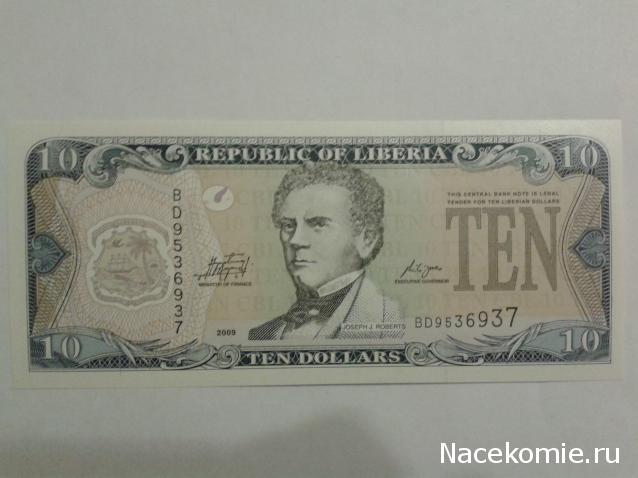 10
REPUBLIC OF LIBERIA
10
BD9536937
THIS CENTRAL BANK NOTE IS LEGAL
TENDER FOR TEN LIBERIAN DOLLARS
TEN
MINISTER OF FINANCE
EXECUTIVE GOVERNOR
2009
JOSEPH J. ROBERTS
BD9536937
10
TEN DOLLARS
10
Nacekomie.ru